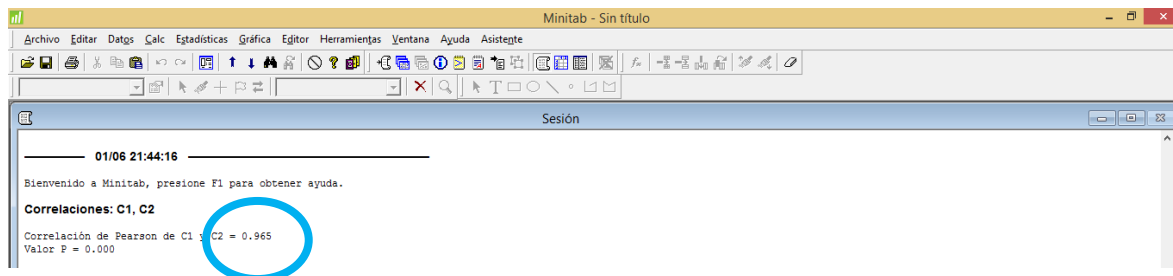 Minitab - Sin título
Archivo Editar Datos Calc Estadísticas Gráfica Editor Herramientas Ventana Ayuda Asistente
Sesión
01/06 21:44:16
Bienvenido a Minitab, presione F1 para obtener ayuda.
Correlaciones: C1, C2
Correlación de Pearson de C1 y C2 = 0.965
Valor P = 0.000